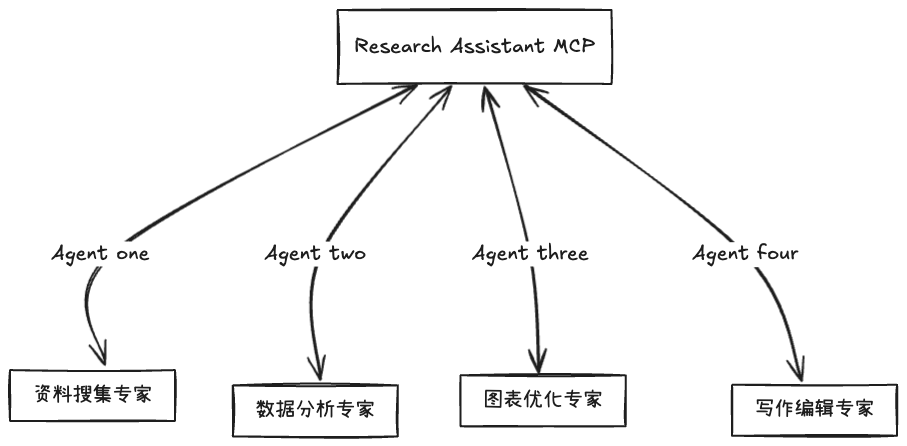 Research Assistant MCP
Agent one
Agent two
Agent three
Agent four
资料搜集专家
数据分析专家
图表优化专家
写作编辑专家